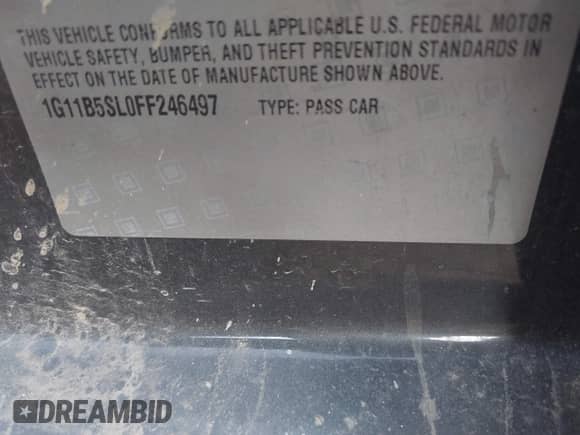 THIS VEHICLE CONFORMS TO ALL APPLICABLE U.S. FEDERAL MOTOR
VEHICLE SAFETY, BUMPER, AND THEFT PREVENTION STANDARDS IN
EFFECT ON THE DATE OF MANUFACTURE SHOWN ABOVE.
1G11B5SL0FF246497 TYPE: PASS CAR
DREAMBID